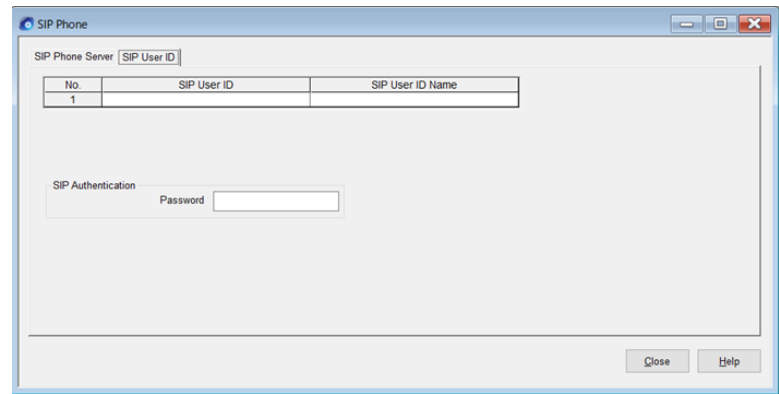 SIP Phone
SIP Phone Server SIP User ID
No. SIP User ID SIP User ID Name
1
SIP Authentication
Password
Close Help